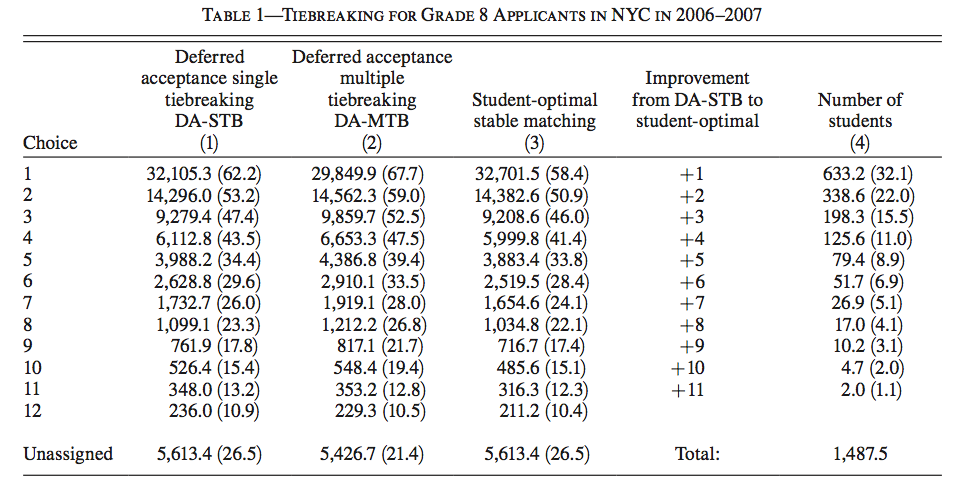 TABLE 1—TIEBREAKING FOR GRADE 8 APPLICANTS IN NYC IN 2006–2007
Deferred Deferred acceptance
acceptance single multiple Improvement
tiebreaking tiebreaking Student-optimal from DA-STB to Number of
DA-STB DA-MTB stable matching student-optimal students
Choice (1) (2) (3) (4)
1 32,105.3 (62.2) 29,849.9 (67.7) 32,701.5 (58.4) +1 633.2 (32.1)
2 14,296.0 (53.2) 14,562.3 (59.0) 14,382.6 (50.9) +2 338.6 (22.0)
3 9,279.4 (47.4) 9,859.7 (52.5) 9,208.6 (46.0) +3 198.3 (15.5)
4 6,112.8 (43.5) 6,653.3 (47.5) 5,999.8 (41.4) +4 125.6 (11.0)
5 3,988.2 (34.4) 4,386.8 (39.4) 3,883.4 (33.8) +5 79.4 (8.9)
6 2,628.8 (29.6) 2,910.1 (33.5) 2,519.5 (28.4) +6 51.7 (6.9)
7 1,732.7 (26.0) 1,919.1 (28.0) 1,654.6 (24.1) +7 26.9 (5.1)
8 1,099.1 (23.3) 1,212.2 (26.8) 1,034.8 (22.1) +8 17.0 (4.1)
9 761.9 (17.8) 817.1 (21.7) 716.7 (17.4) +9 10.2 (3.1)
10 526.4 (15.4) 548.4 (19.4) 485.6 (15.1) +10 4.7 (2.0)
11 348.0 (13.2) 353.2 (12.8) 316.3 (12.3) +11 2.0 (1.1)
12 236.0 (10.9) 229.3 (10.5) 211.2 (10.4)
Unassigned 5,613.4 (26.5) 5,426.7 (21.4) 5,613.4 (26.5) Total: 1,487.5